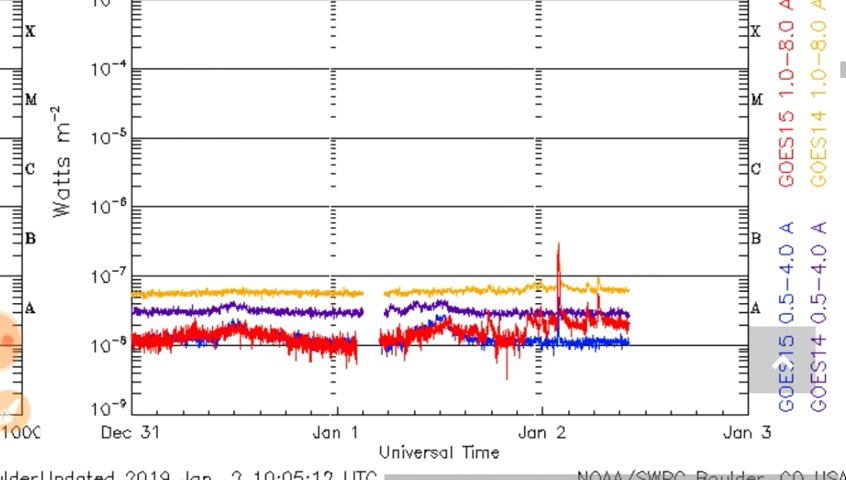 X
M
C
B
A
Watts m-2
10-4
10-5
10-6
10-7
10-8
10-9
X
M
C
B
A
GOES15 1.0-8.0 A
GOES14 1.0-8.0 A
GOES15 0.5-4.0 A
GOES14 0.5-4.0 A
Dec 31
Jan 1
Jan 2
Jan 3
Universal Time
Updated 2019 Jan 2 10:05:12 UTC
NOAA/SWPC Boulder, CO USA